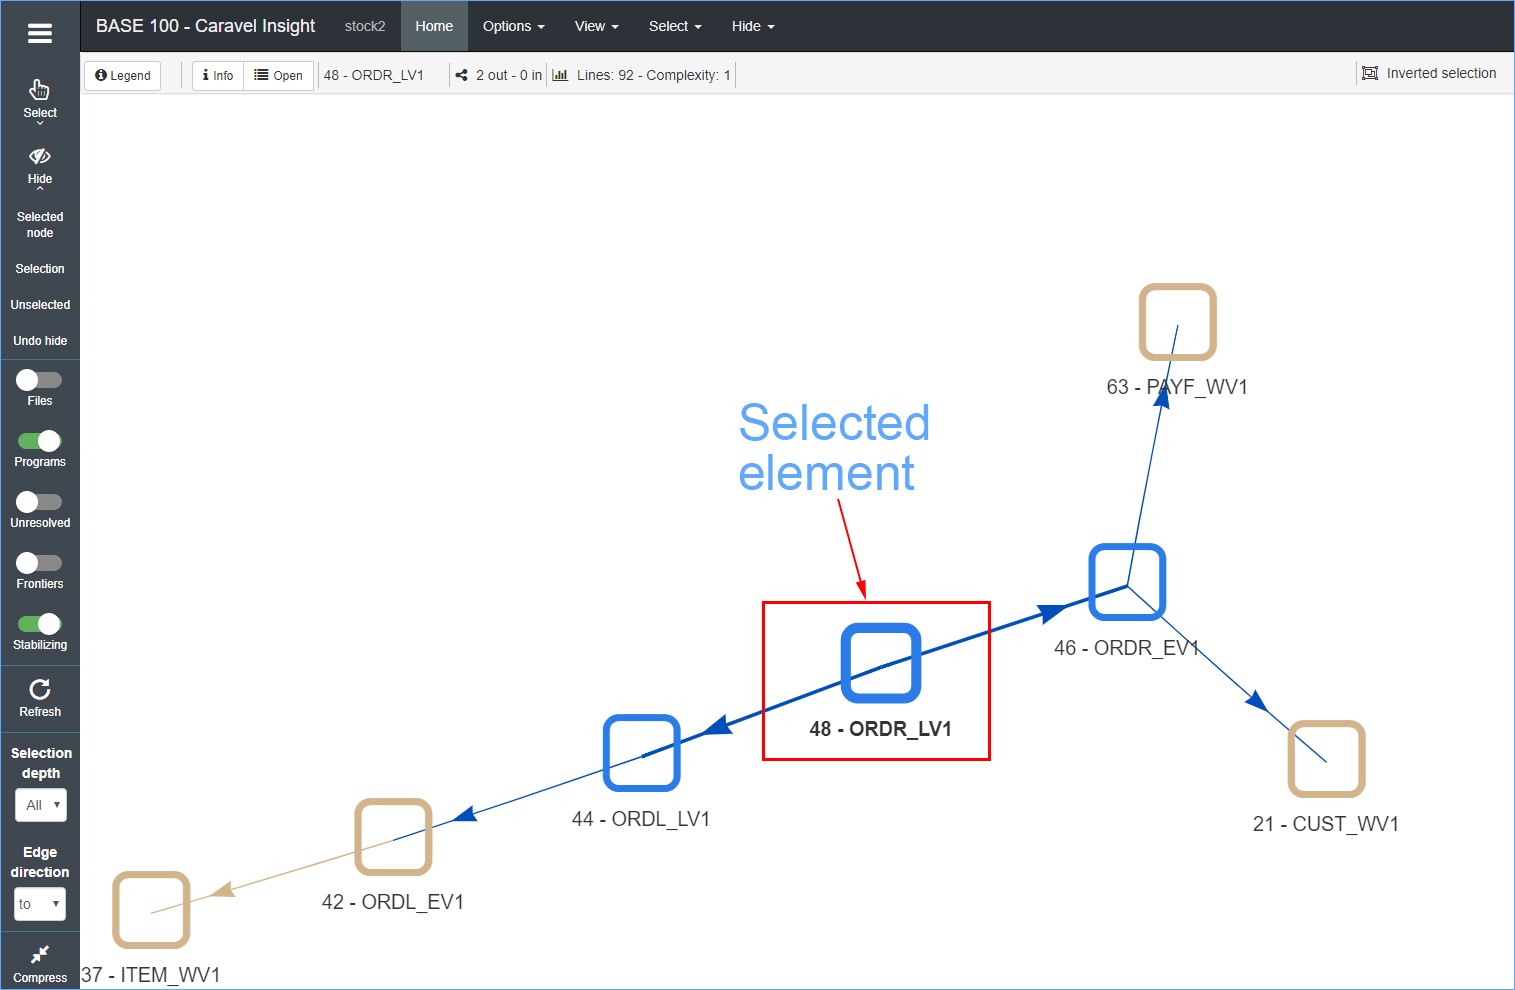 BASE 100 - Caravel Insight stock2 Home Options View Select Hide
Legend Info Open 48 - ORDR_LV1 2 out - 0 in Lines: 92 - Complexity: 1 Inverted selection
Select
Hide
Selected
node
Selection
Unselected
Undo hide
Files
Programs
Unresolved
Frontiers
Stabilizing
Refresh
Selection
depth
All
Edge
direction
to
Compress
63 - PAYF_WV1
Selected
element
46 - ORDR_EV1
48 - ORDR_LV1
44 - ORDL_LV1
21 - CUST_WV1
42 - ORDL_EV1
37 - ITEM_WV1